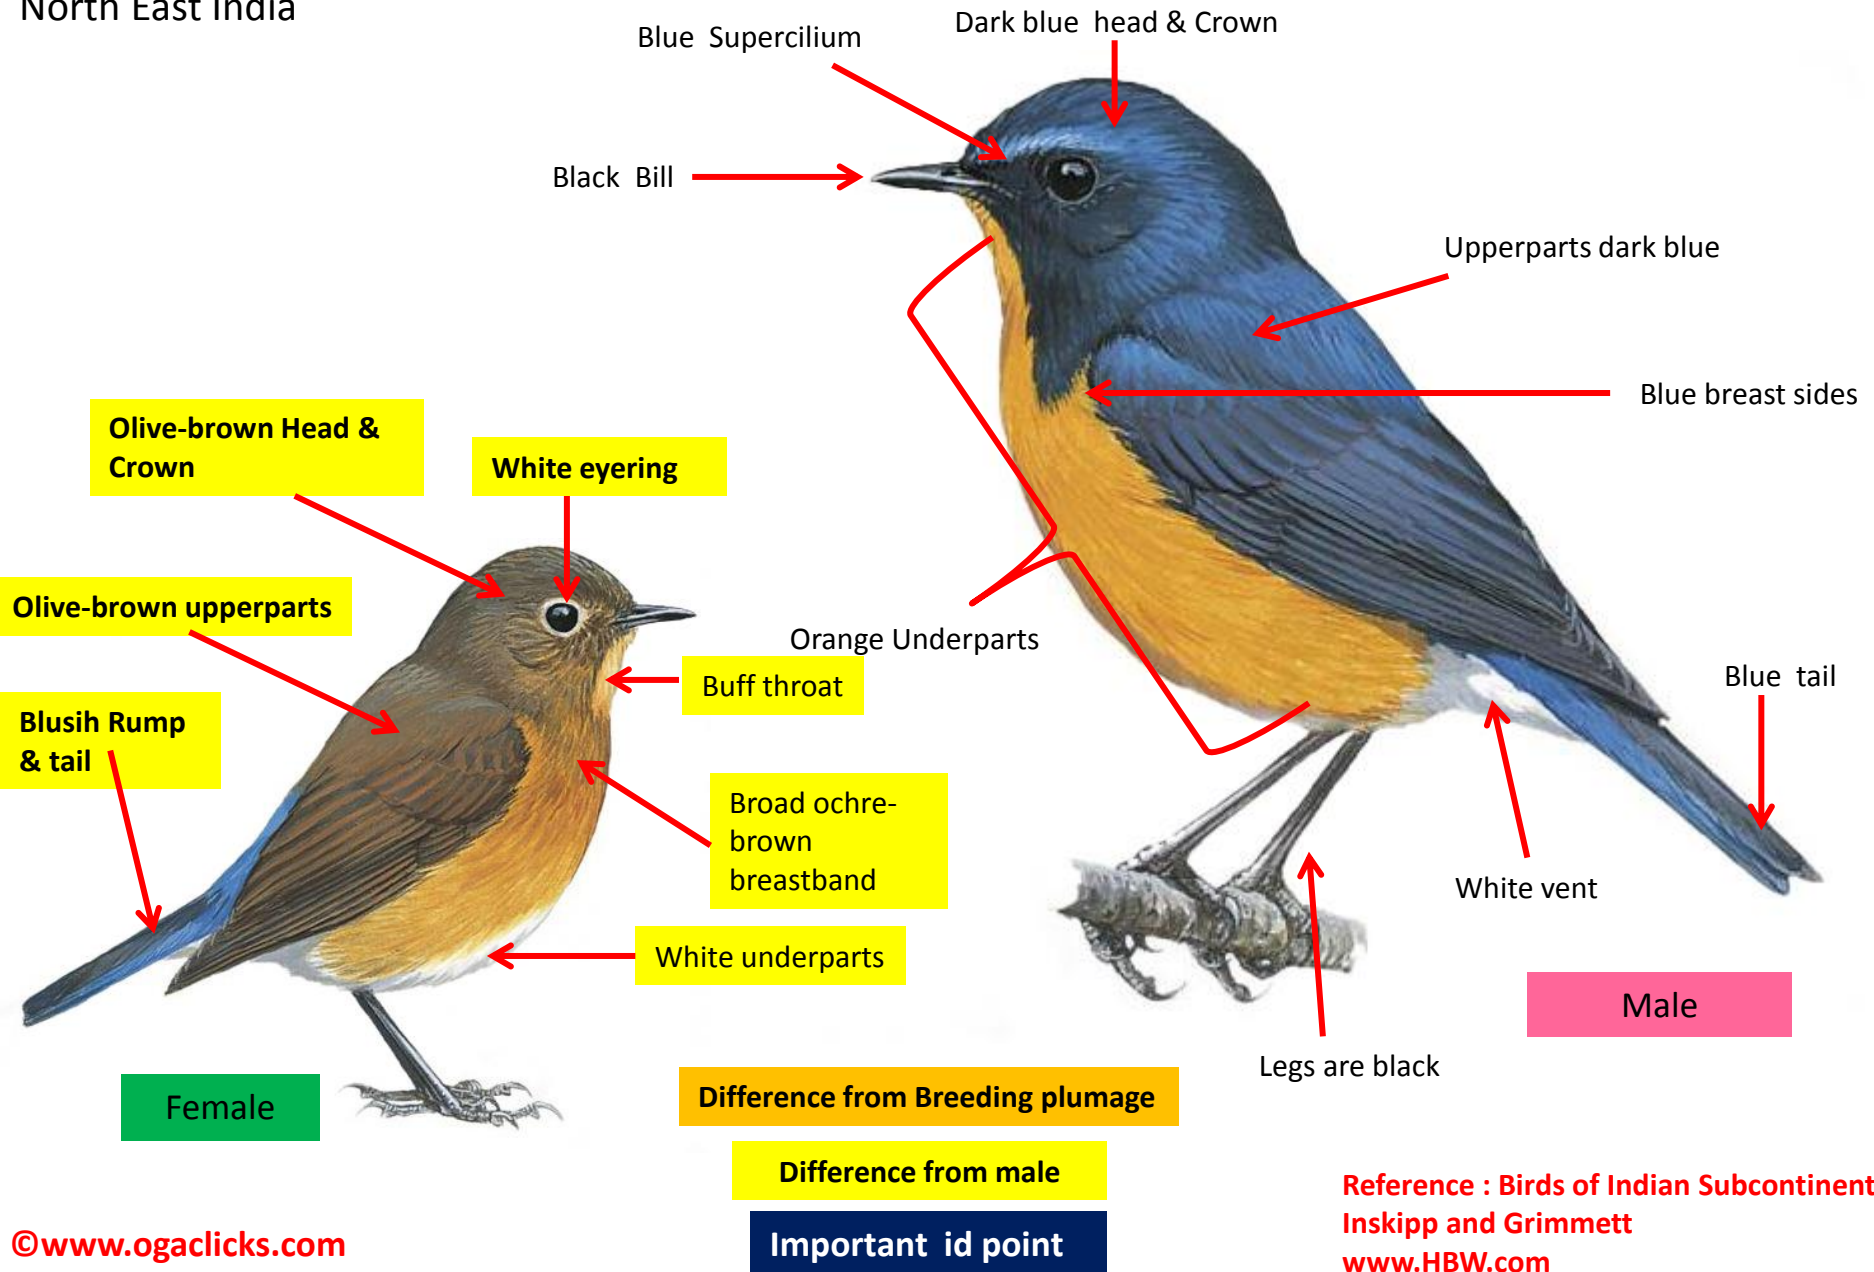 North East India
Blue Supercilium
Dark blue head & Crown
Black Bill
Upperparts dark blue
Blue breast sides
Olive-brown Head &
Crown
White eyering
Olive-brown upperparts
Orange Underparts
Buff throat
Blue tail
Blusih Rump
& tail
Broad ochre-
brown
breastband
White vent
White underparts
Male
Legs are black
Female
Difference from Breeding plumage
Difference from male
Important id point
Reference : Birds of Indian Subcontinent
Inskipp and Grimmett
www.HBW.com
©www.ogaclicks.com